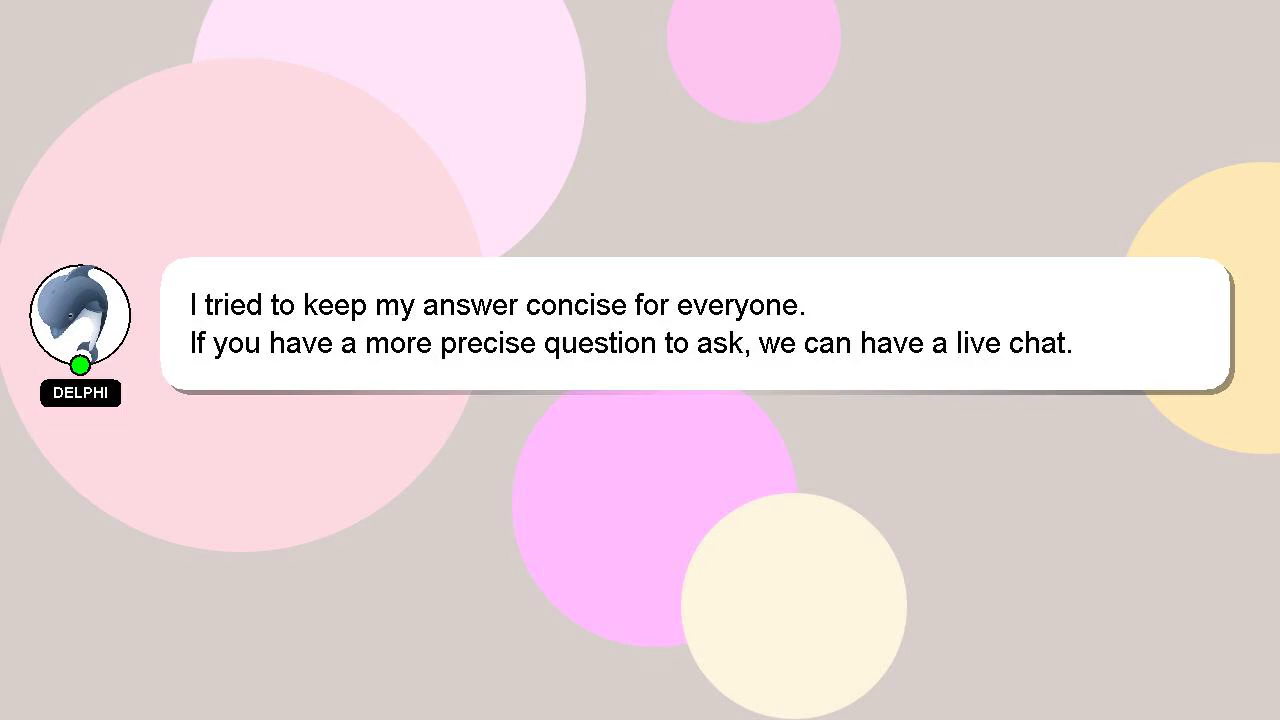 I tried to keep my answer concise for everyone.
If you have a more precise question to ask, we can have a live chat.
DELPHI